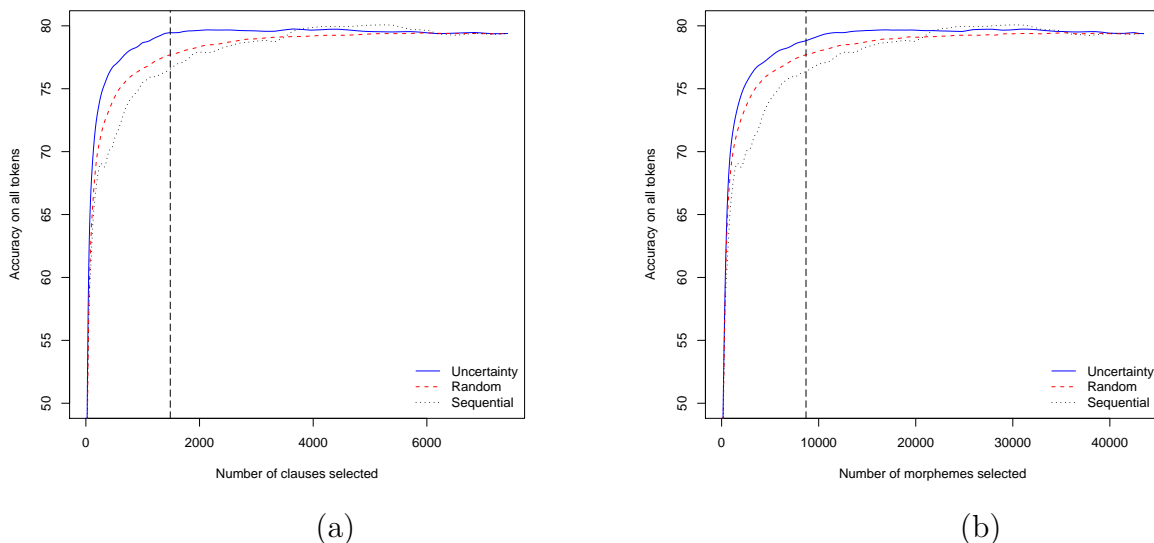 Accuracy on all tokens
80
75
70
65
60
55
50
Uncertainty
Random
Sequential
0 2000 4000 6000
Number of clauses selected
(a)
Accuracy on all tokens
80
75
70
65
60
55
50
Uncertainty
Random
Sequential
0 10000 20000 30000 40000
Number of morphemes selected
(b)